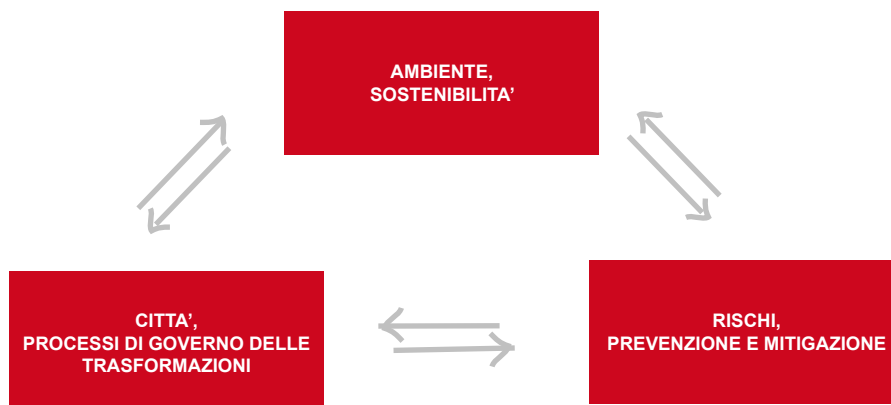 AMBIENTE,
SOSTENIBILITA'
CITTA',
PROCESSI DI GOVERNO DELLE
TRASFORMAZIONI
RISCHI,
PREVENZIONE E MITIGAZIONE